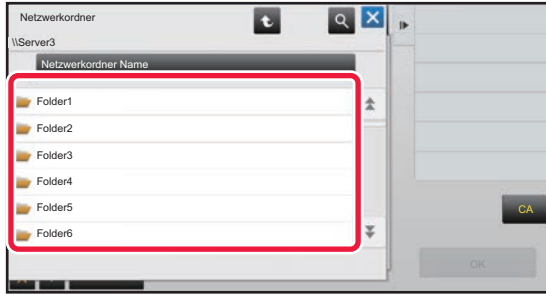 Netzwerkordner
\\Server3
Netzwerkordner Name
Folder1
Folder2
Folder3
Folder4
Folder5
Folder6
CA
OK